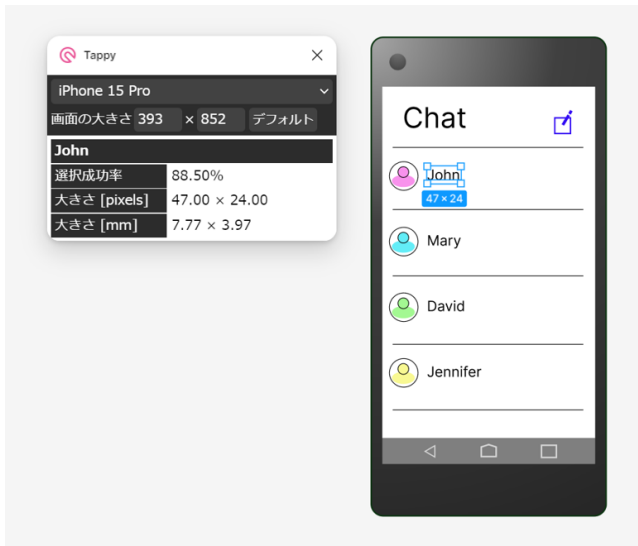 Tappy
iPhone 15 Pro
画面の大きさ 393 × 852 デフォルト
John
選択成功率 88.50%
大きさ [pixels] 47.00 × 24.00
大きさ [mm] 7.77 × 3.97
Chat
John
47 × 24
Mary
David
Jennifer